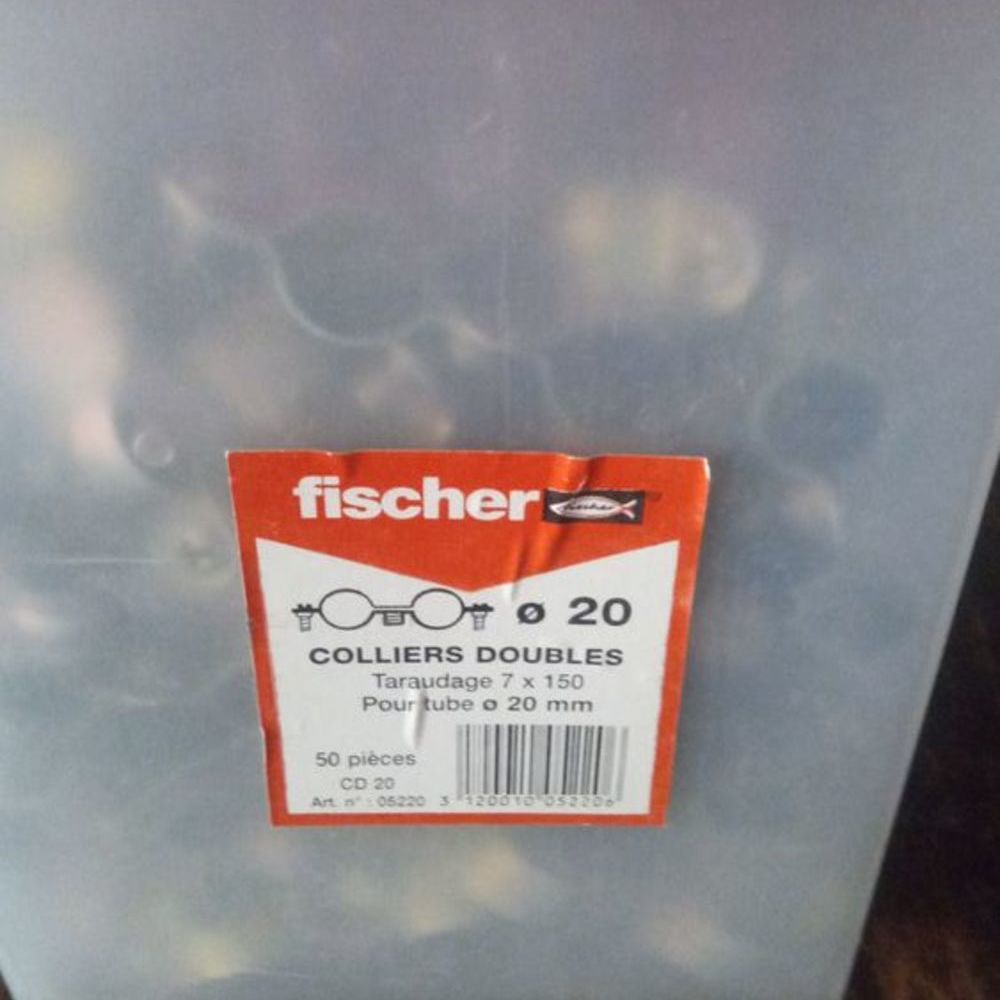 fischer fischer
ø 20
COLLIERS DOUBLES
Taraudage 7 x 150
Pour tube ø 20 mm
50 pièces
CD 20
Art. n° : 05220 3 120010 052206